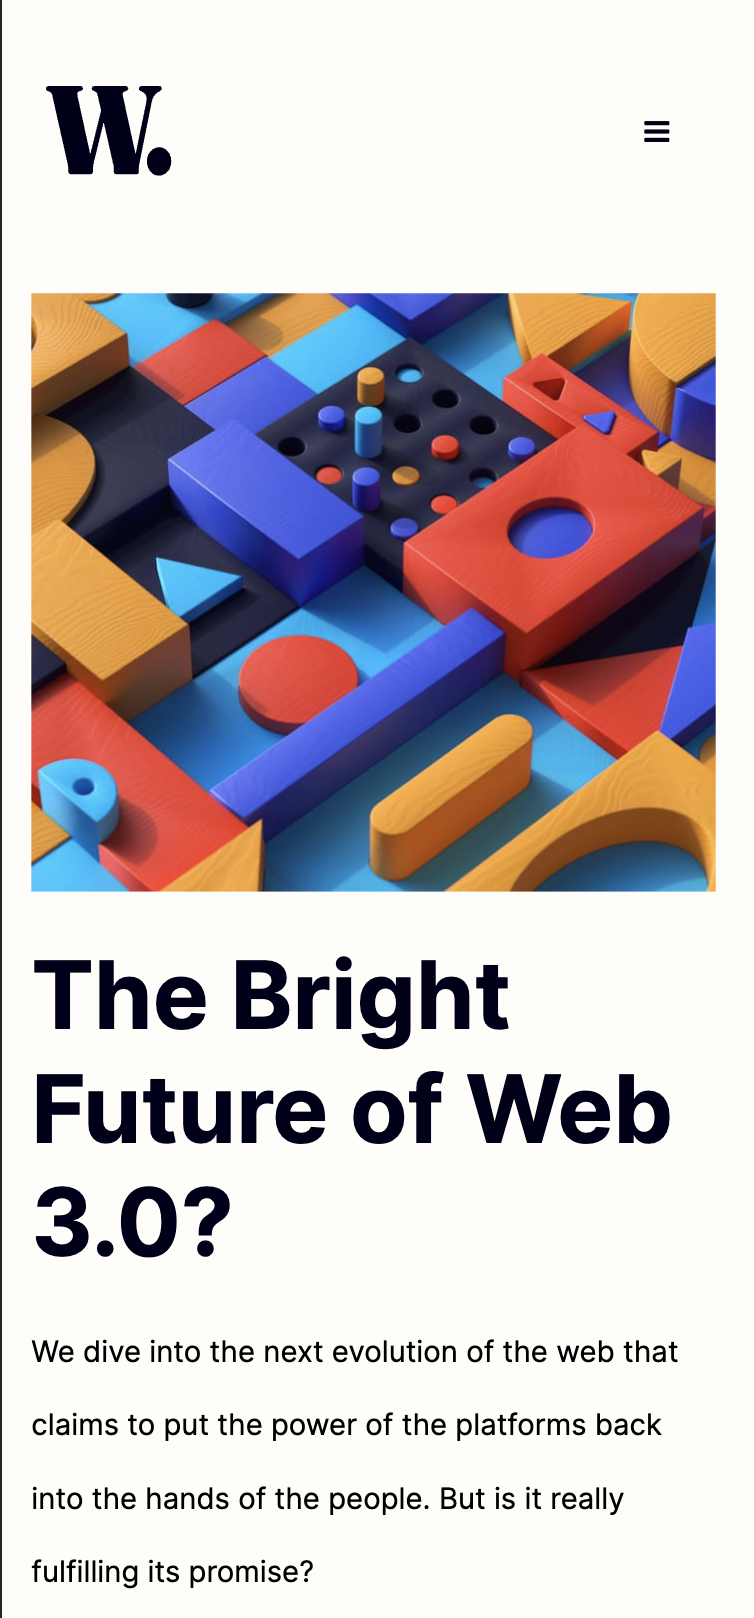 W.
The Bright
Future of Web
3.0?
We dive into the next evolution of the web that
claims to put the power of the platforms back
into the hands of the people. But is it really
fulfilling its promise?